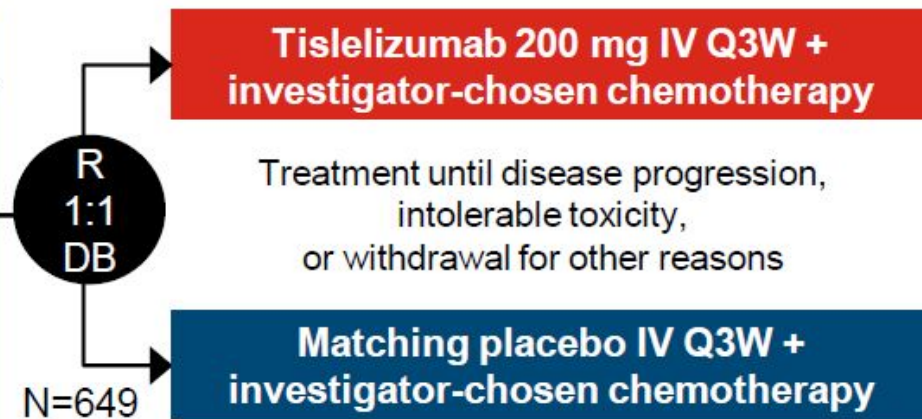 Tislelizumab 200 mg IV Q3W +
investigator-chosen chemotherapy
R
1:1
DB
Treatment until disease progression,
intolerable toxicity,
or withdrawal for other reasons
Matching placebo IV Q3W +
investigator-chosen chemotherapy
N=649